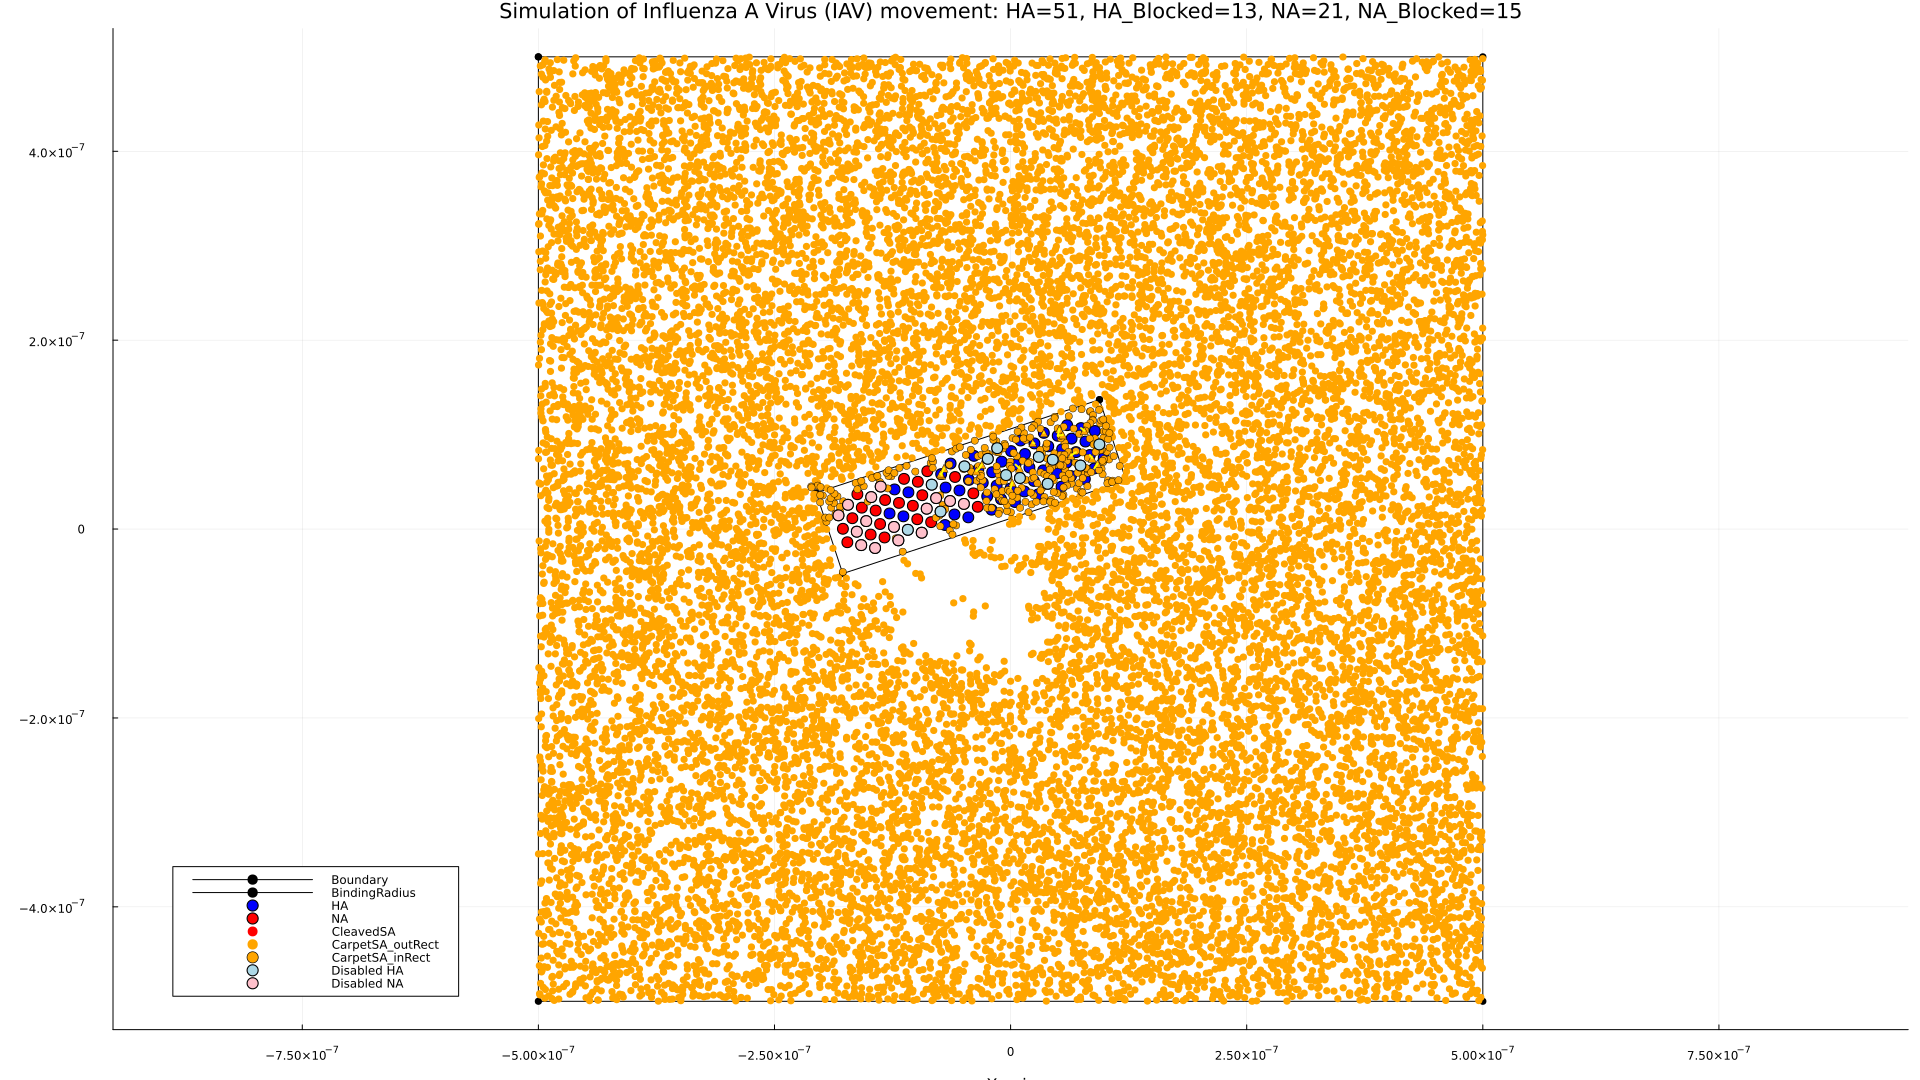 Simulation of Influenza A Virus (IAV) movement: HA=51, HA_Blocked=13, NA=21, NA_Blocked=15
4.0×10⁻⁷
2.0×10⁻⁷
0
−2.0×10⁻⁷
−4.0×10⁻⁷
Boundary
BindingRadius
HA
NA
CleavedSA
CarpetSA_outRect
CarpetSA_inRect
Disabled HA
Disabled NA
−7.50×10⁻⁷ −5.00×10⁻⁷ −2.50×10⁻⁷ 0 2.50×10⁻⁷ 5.00×10⁻⁷ 7.50×10⁻⁷